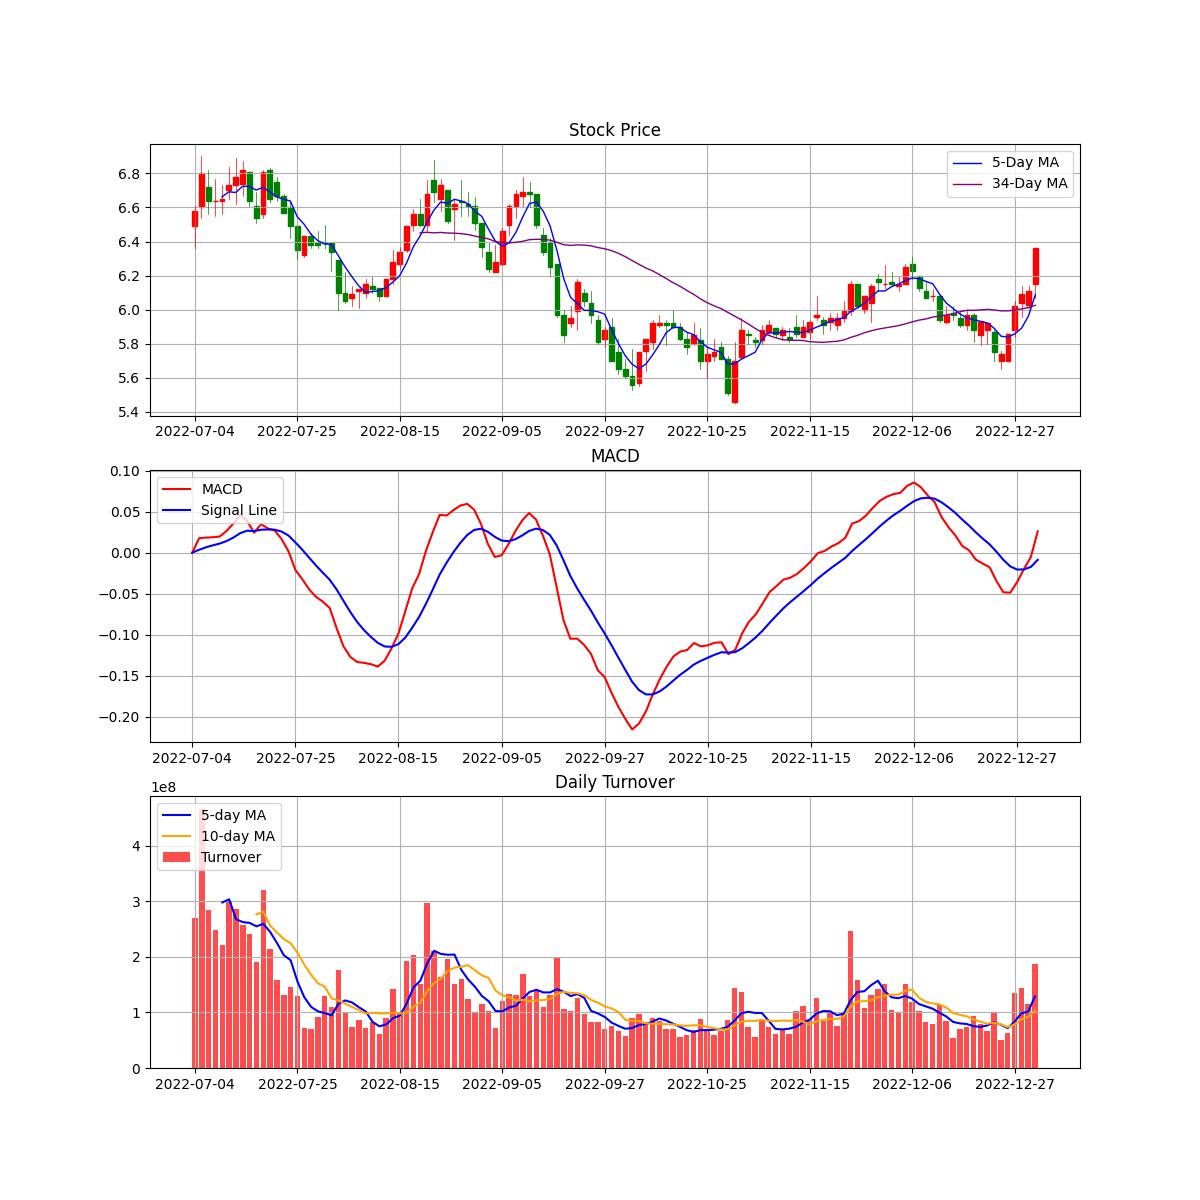 Stock Price
5-Day MA
34-Day MA
6.8
6.6
6.4
6.2
6.0
5.8
5.6
5.4
2022-07-04 2022-07-25 2022-08-15 2022-09-05 2022-09-27 2022-10-25 2022-11-15 2022-12-06 2022-12-27
MACD
MACD
Signal Line
0.10
0.05
0.00
−0.05
−0.10
−0.15
−0.20
2022-07-04 2022-07-25 2022-08-15 2022-09-05 2022-09-27 2022-10-25 2022-11-15 2022-12-06 2022-12-27
Daily Turnover
1e8
5-day MA
10-day MA
Turnover
4
3
2
1
0
2022-07-04 2022-07-25 2022-08-15 2022-09-05 2022-09-27 2022-10-25 2022-11-15 2022-12-06 2022-12-27